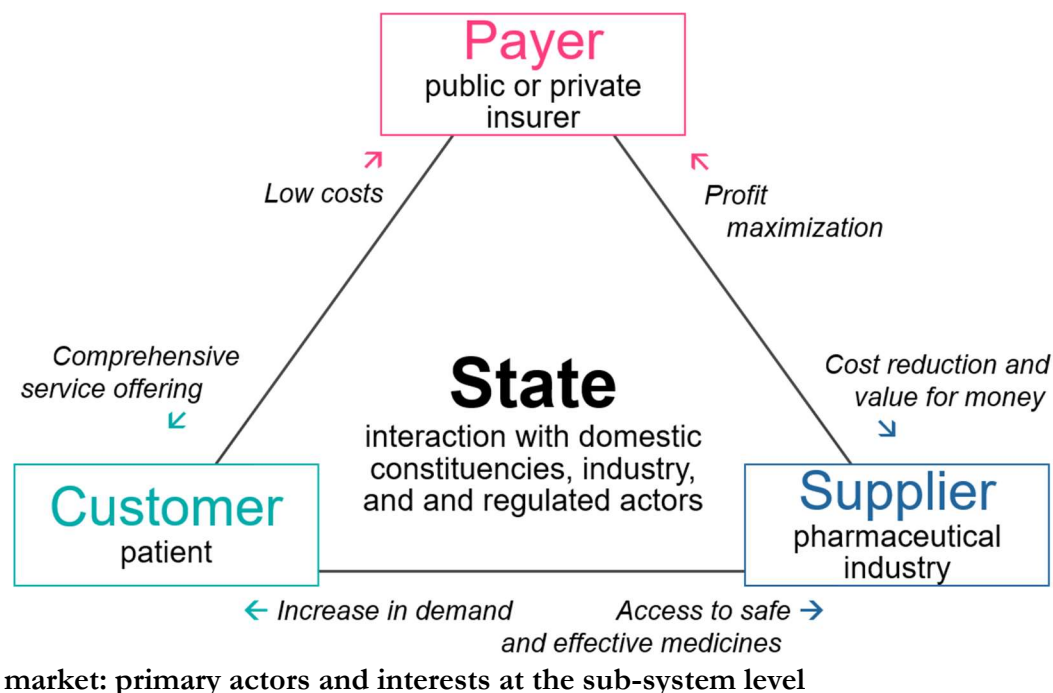 Payer
public or private
insurer
Low costs
Profit
maximization
Comprehensive
service offering
Cost reduction and
value for money
State
interaction with domestic
constituencies, industry,
and and regulated actors
Customer
patient
Supplier
pharmaceutical
industry
Increase in demand
Access to safe
and effective medicines
market: primary actors and interests at the sub-system level